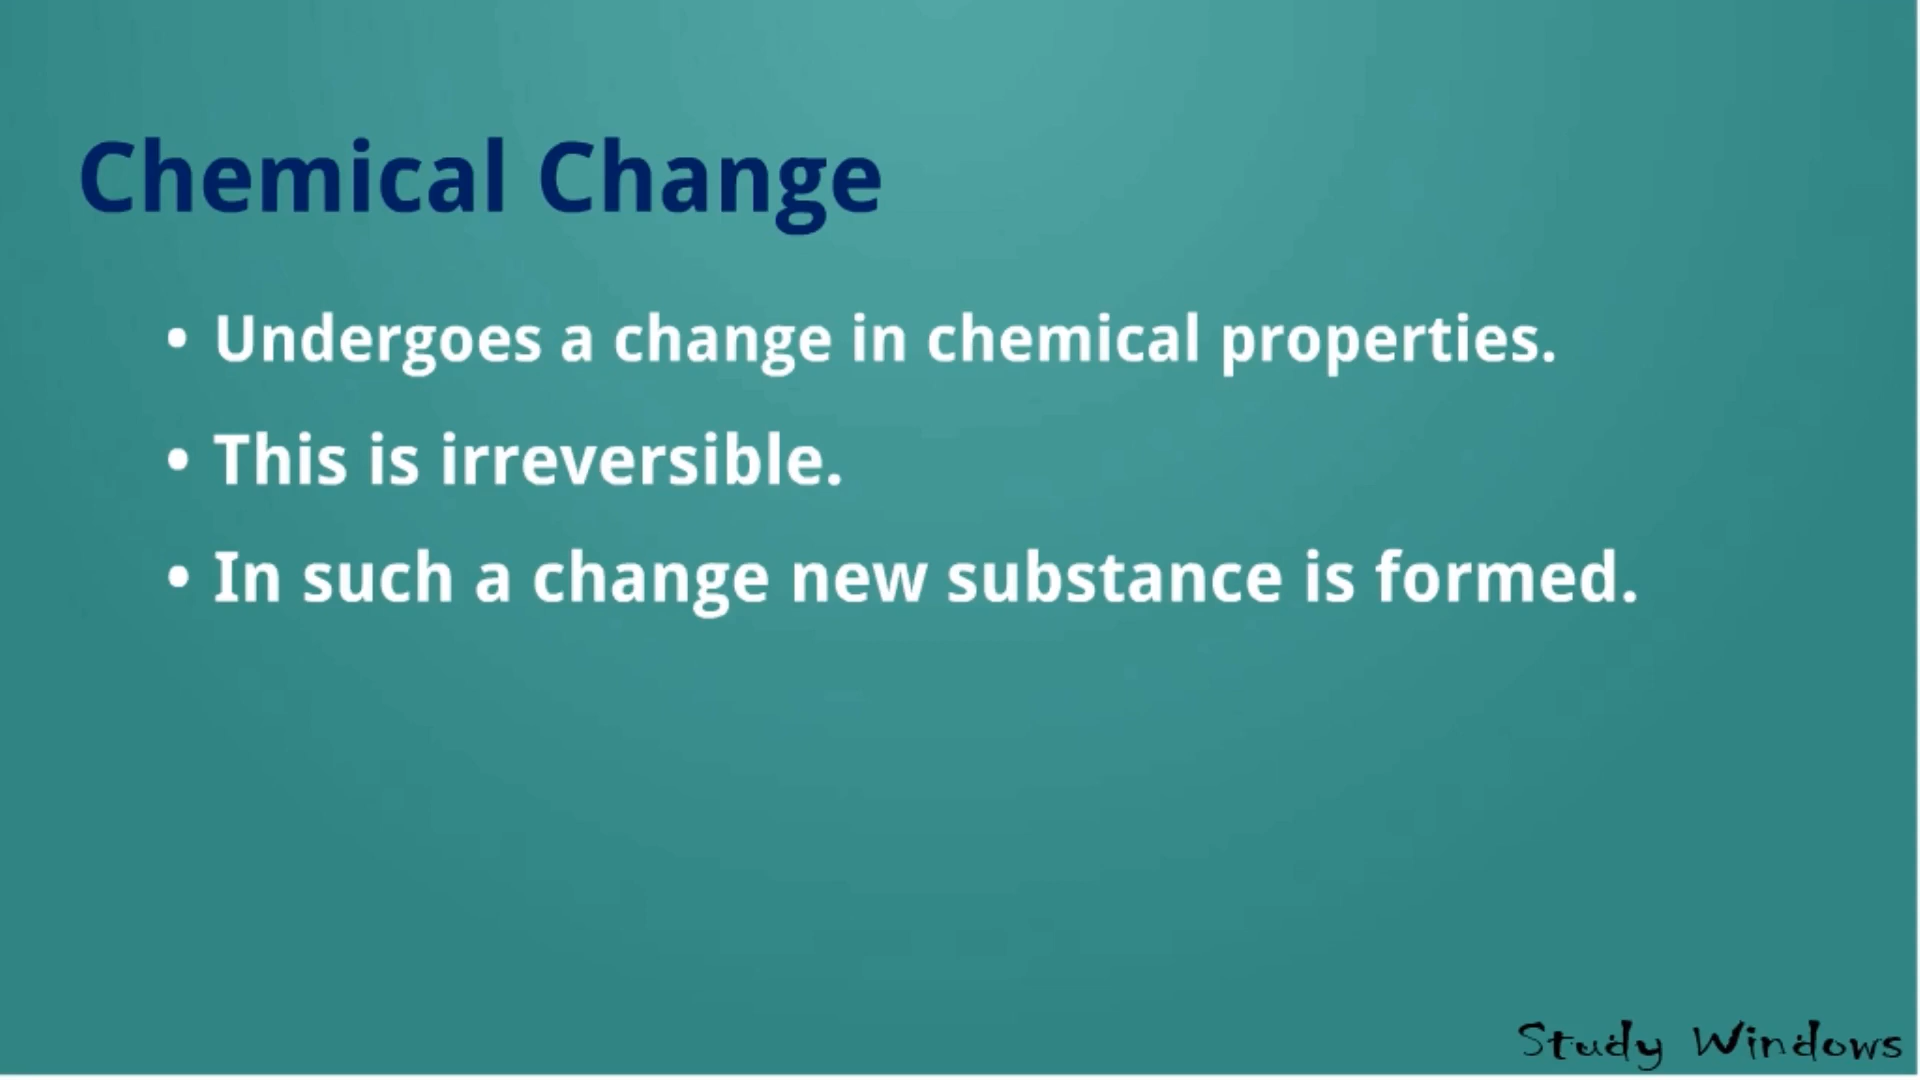 Chemical Change
• Undergoes a change in chemical properties.
• This is irreversible.
• In such a change new substance is formed.
Study Windows